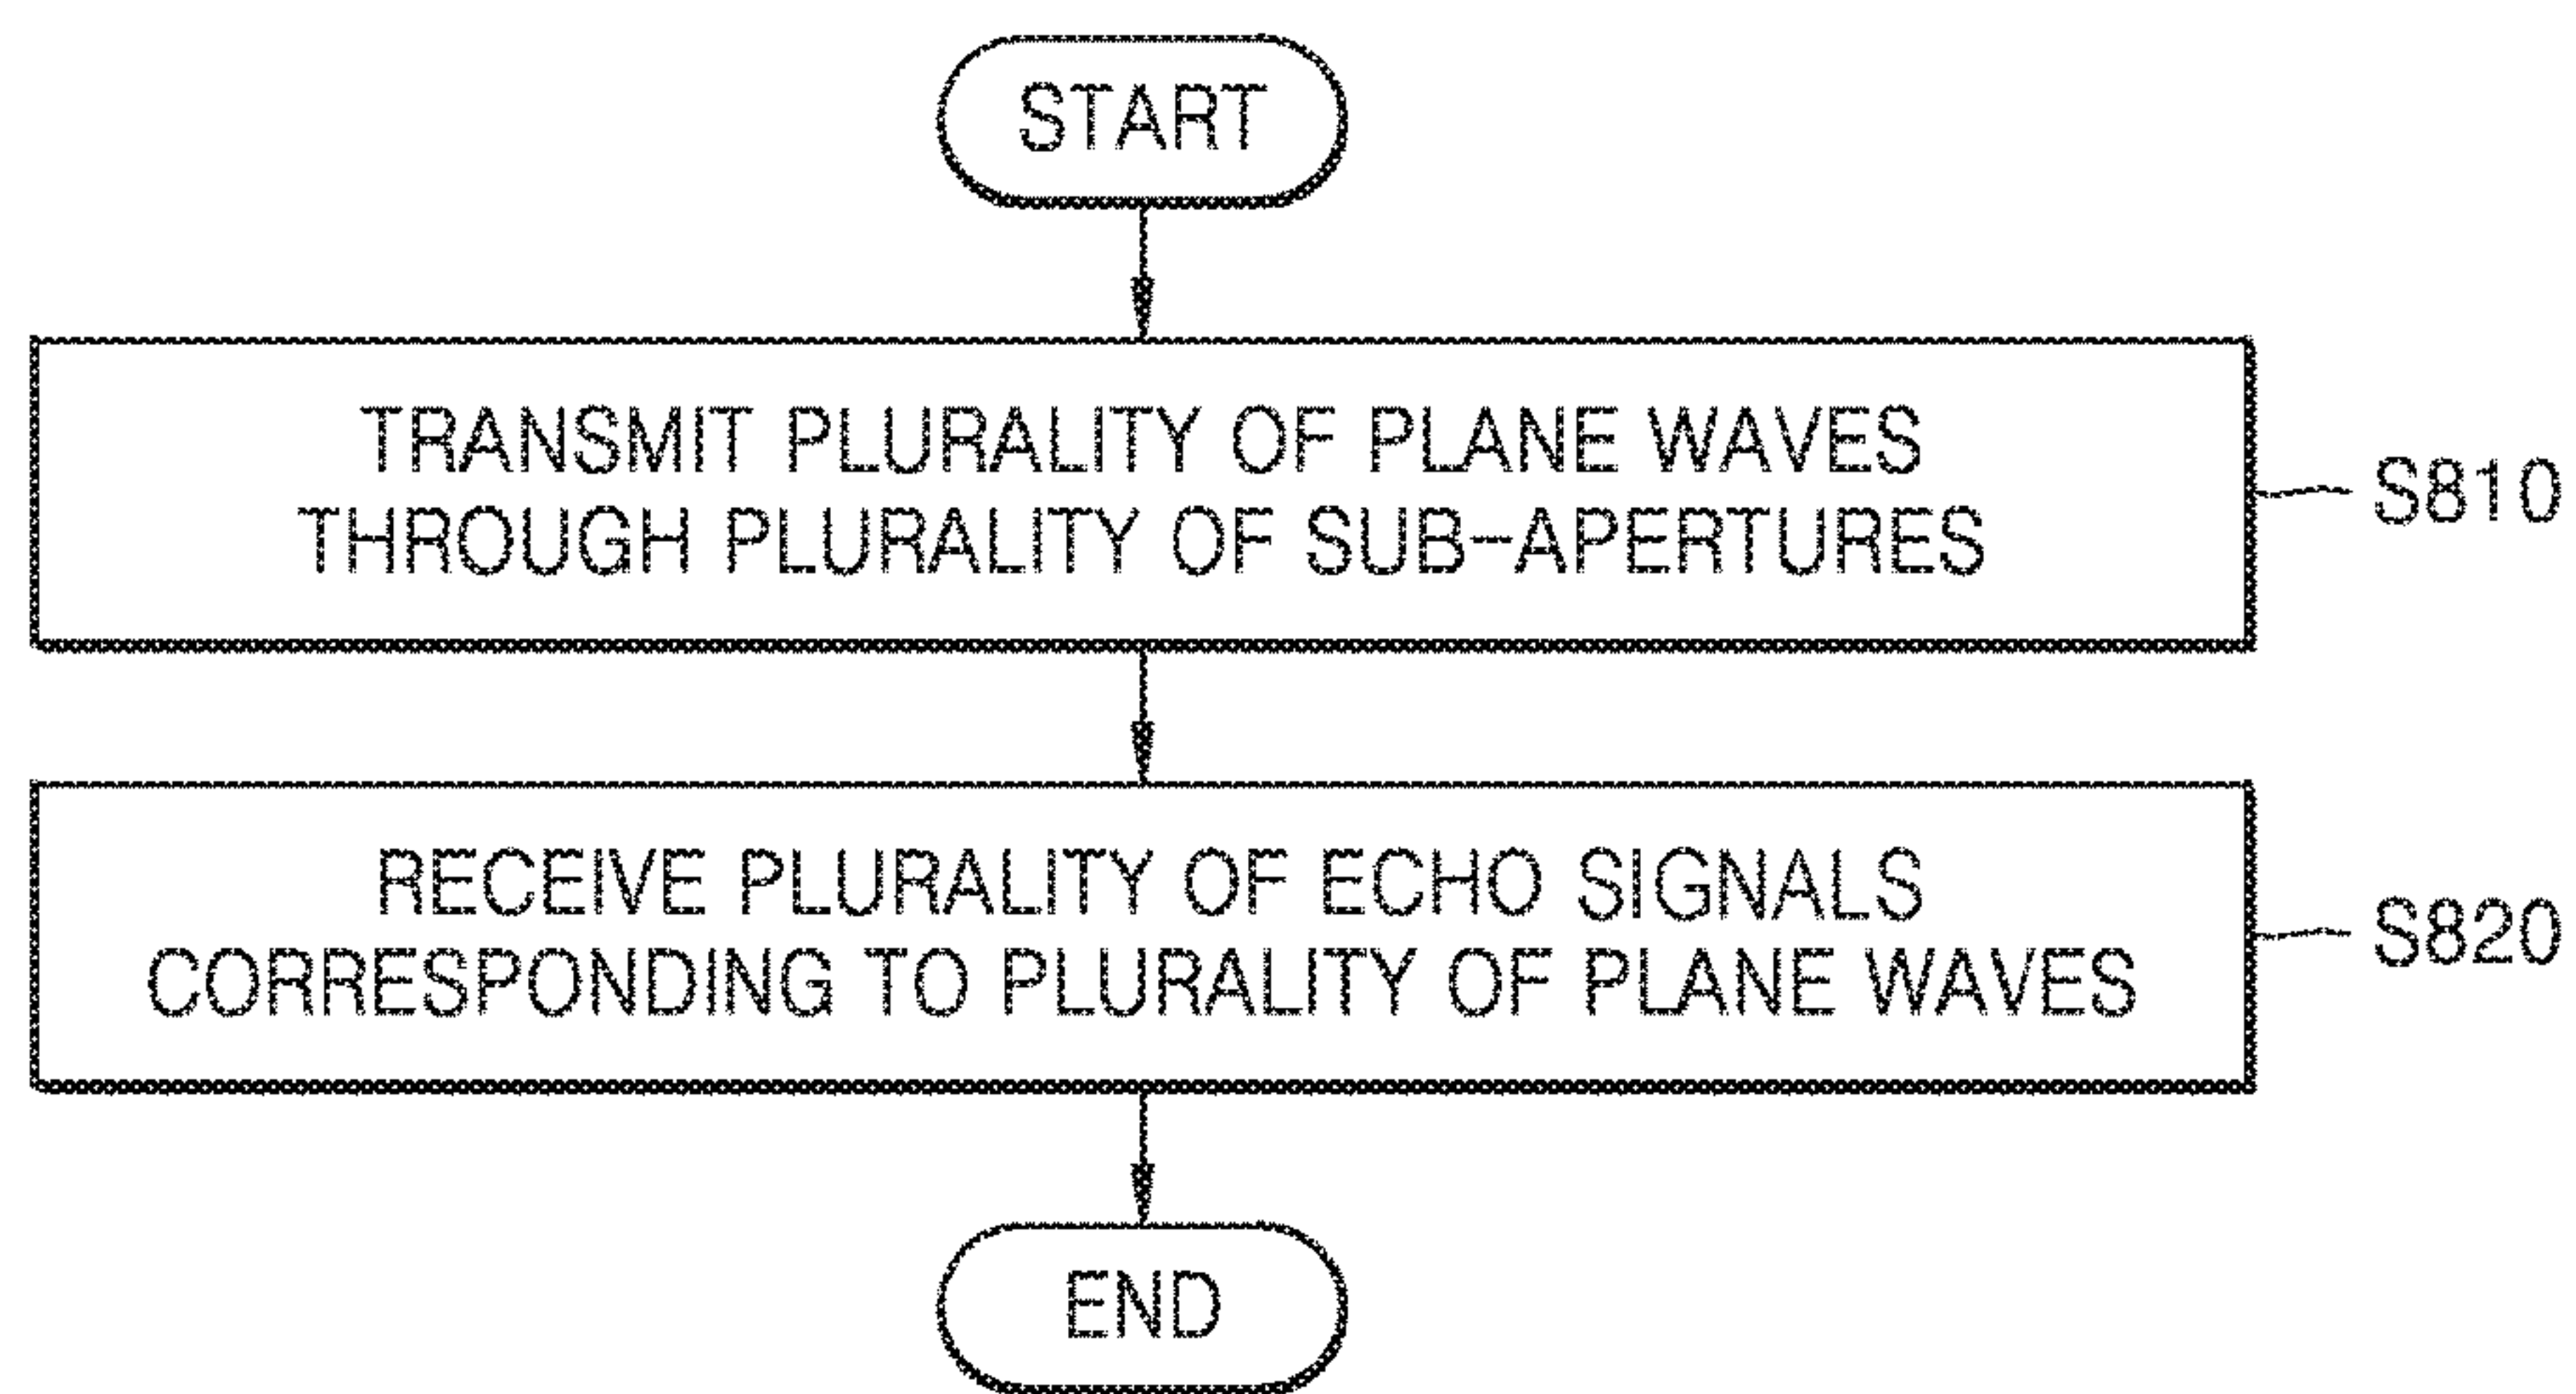 START
TRANSMIT PLURALITY OF PLANE WAVES
THROUGH PLURALITY OF SUB-APERTURES
S810
RECEIVE PLURALITY OF ECHO SIGNALS
CORRESPONDING TO PLURALITY OF PLANE WAVES
S820
END